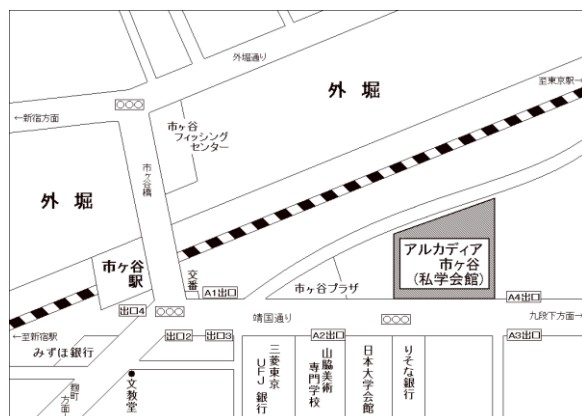 外堀通り
至東京駅→
外 堀
←新宿方面
市ヶ谷
フィッシング
センター
市ヶ谷橋
外 堀
市ヶ谷
駅
交番
アルカディア
市ヶ谷
(私学会館)
市ヶ谷プラザ
A1出口
A4出口
出口4
靖国通り
九段下方面→
←至新宿駅
出口2
出口3
A2出口
A3出口
みずほ銀行
麹町
方面
文教堂
三菱東京
UFJ 銀行
山脇美術
専門学校
日本大学会館
りそな銀行